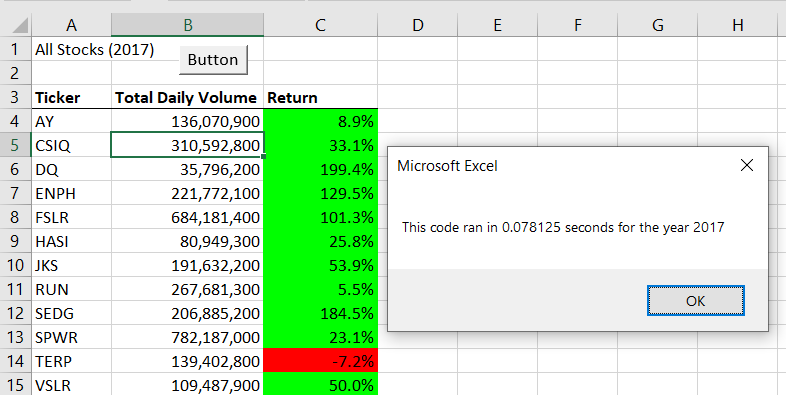 A B C D E F G H
1 All Stocks (2017)
Button
2
3 Ticker Total Daily Volume Return
4 AY 136,070,900 8.9%
5 CSIQ 310,592,800 33.1%
6 DQ 35,796,200 199.4%
7 ENPH 221,772,100 129.5%
8 FSLR 684,181,400 101.3%
9 HASI 80,949,300 25.8%
10 JKS 191,632,200 53.9%
11 RUN 267,681,300 5.5%
12 SEDG 206,885,200 184.5%
13 SPWR 782,187,000 23.1%
14 TERP 139,402,800 -7.2%
15 VSLR 109,487,900 50.0%
Microsoft Excel
This code ran in 0.078125 seconds for the year 2017
OK